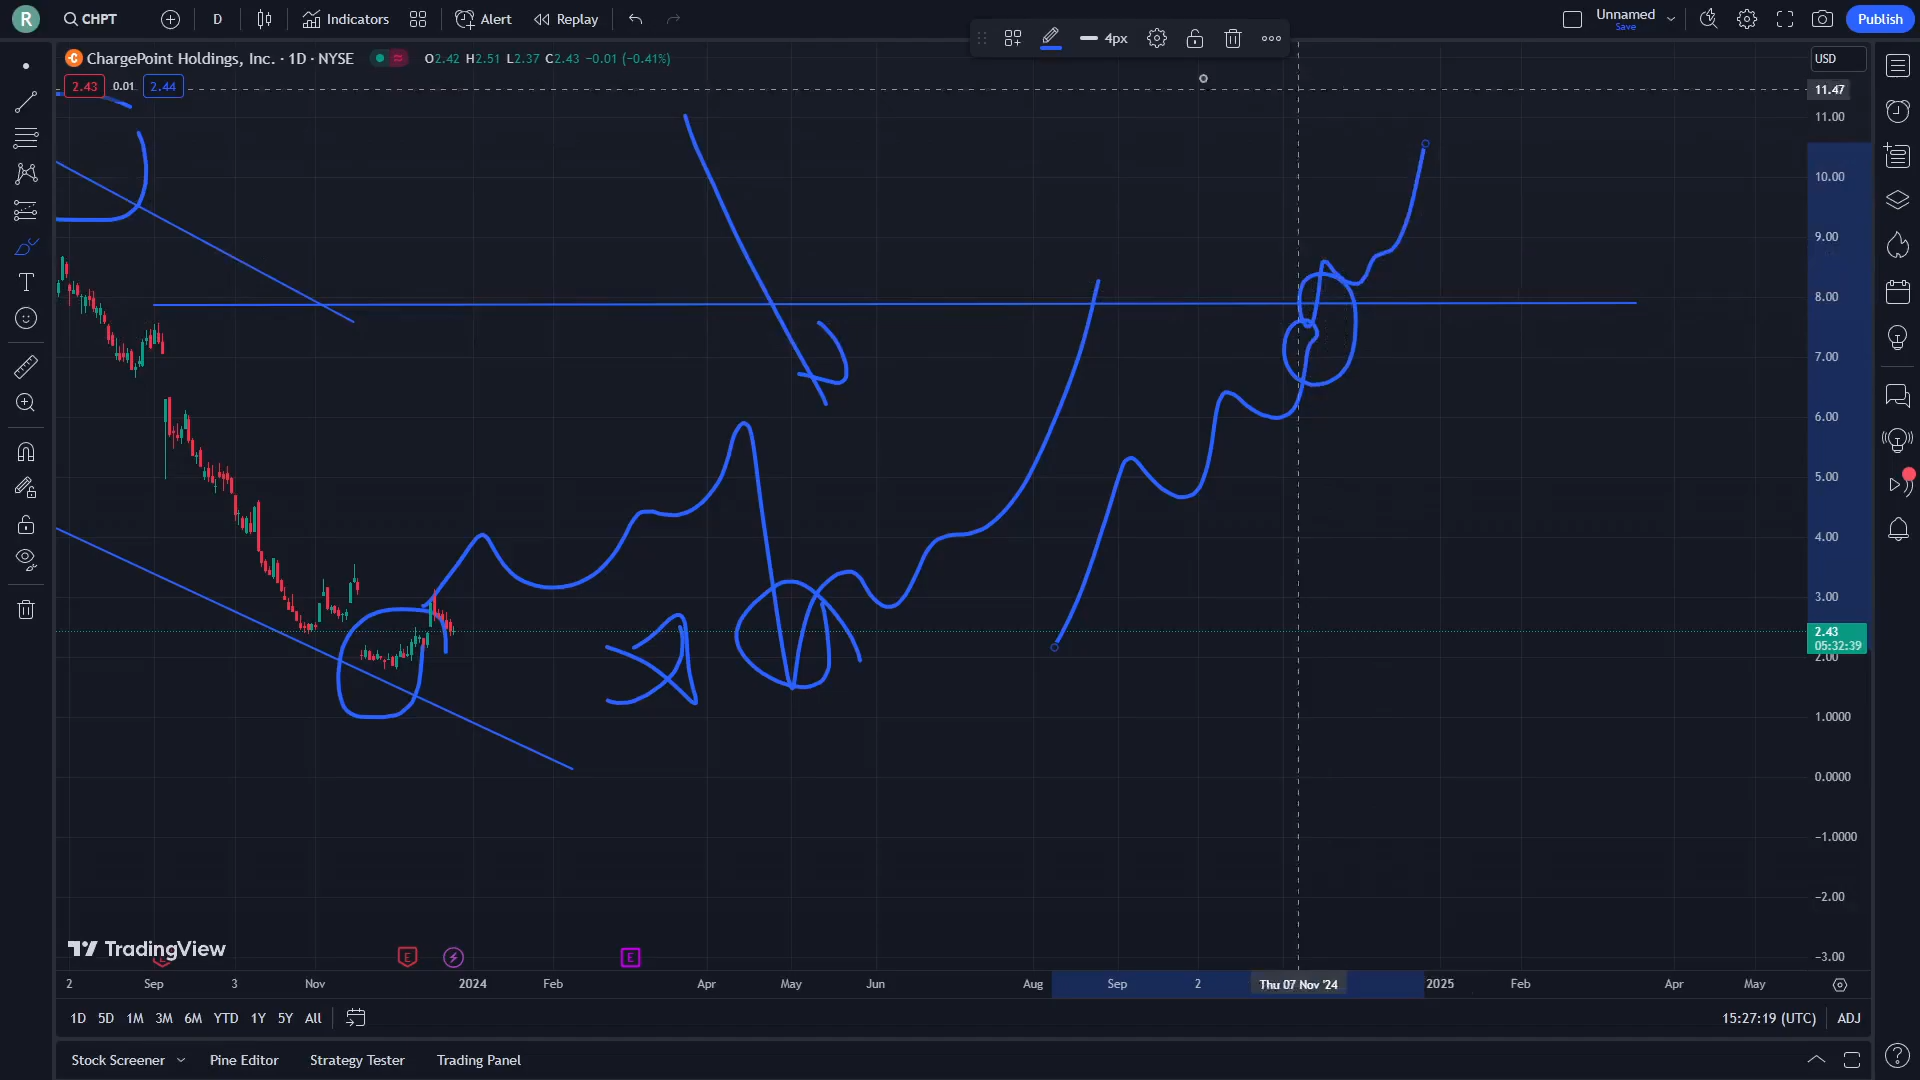 R CHPT D Indicators Alert Replay Unnamed Save Publish
4px
ChargePoint Holdings, Inc. · 1D · NYSE O2.42 H2.51 L2.37 C2.43 −0.01 (−0.41%) USD
2.43 0.01 2.44
11.47
11.00
10.00
9.00
8.00
7.00
6.00
5.00
4.00
3.00
2.43
05:32:39
2.00
1.0000
0.0000
−1.0000
−2.00
−3.00
TradingView
E E E
2 Sep 3 Nov 2024 Feb Apr May Jun Aug Sep 2 Thu 07 Nov '24 2025 Feb Apr May
1D 5D 1M 3M 6M YTD 1Y 5Y All 15:27:19 (UTC) ADJ
Stock Screener Pine Editor Strategy Tester Trading Panel